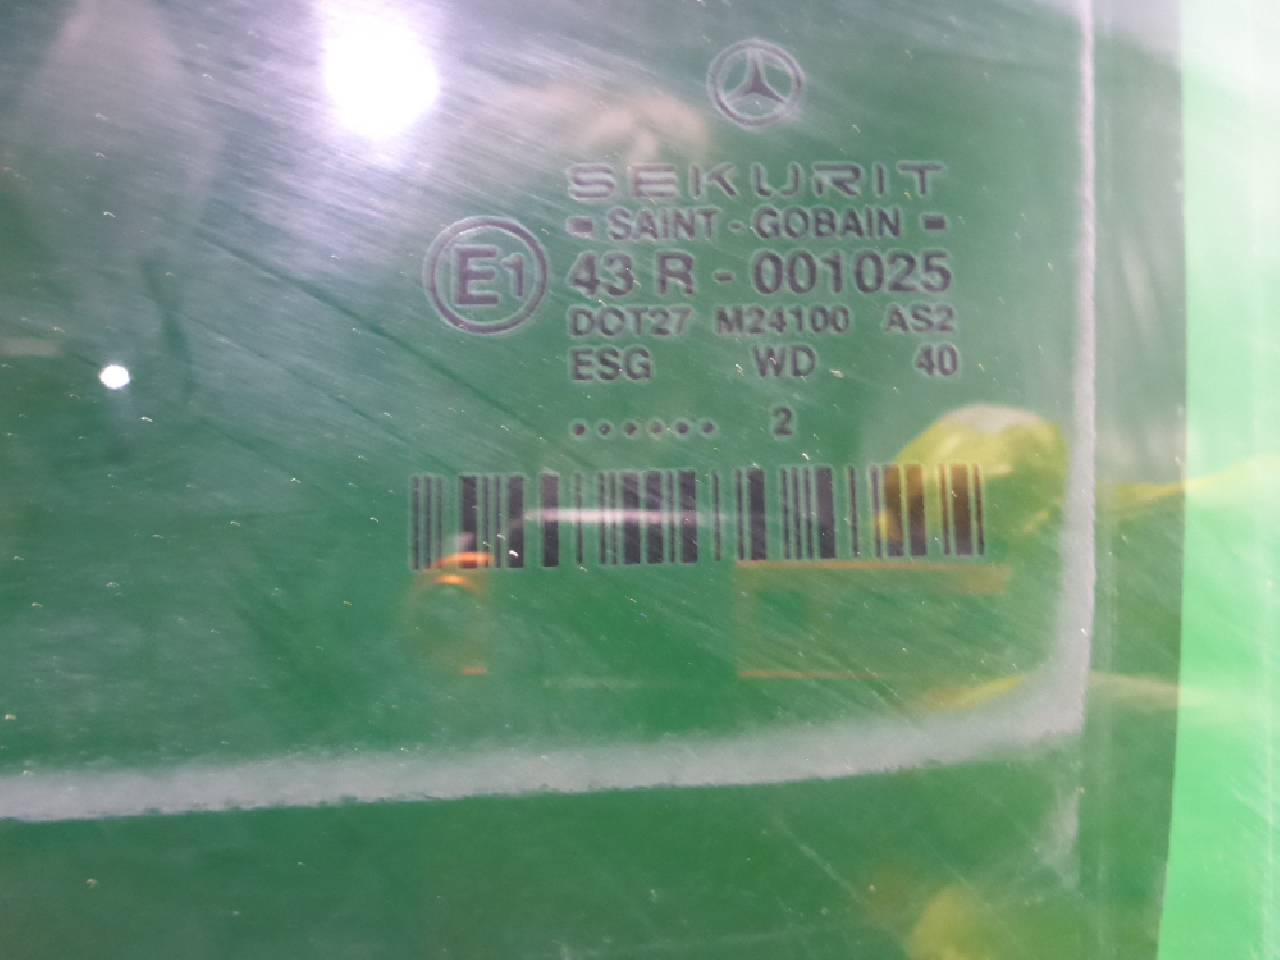 SEKURIT
SAINT - GOBAIN
E1 43 R - 001025
DOT27 M24100 AS2
ESG WD 40
...... 2